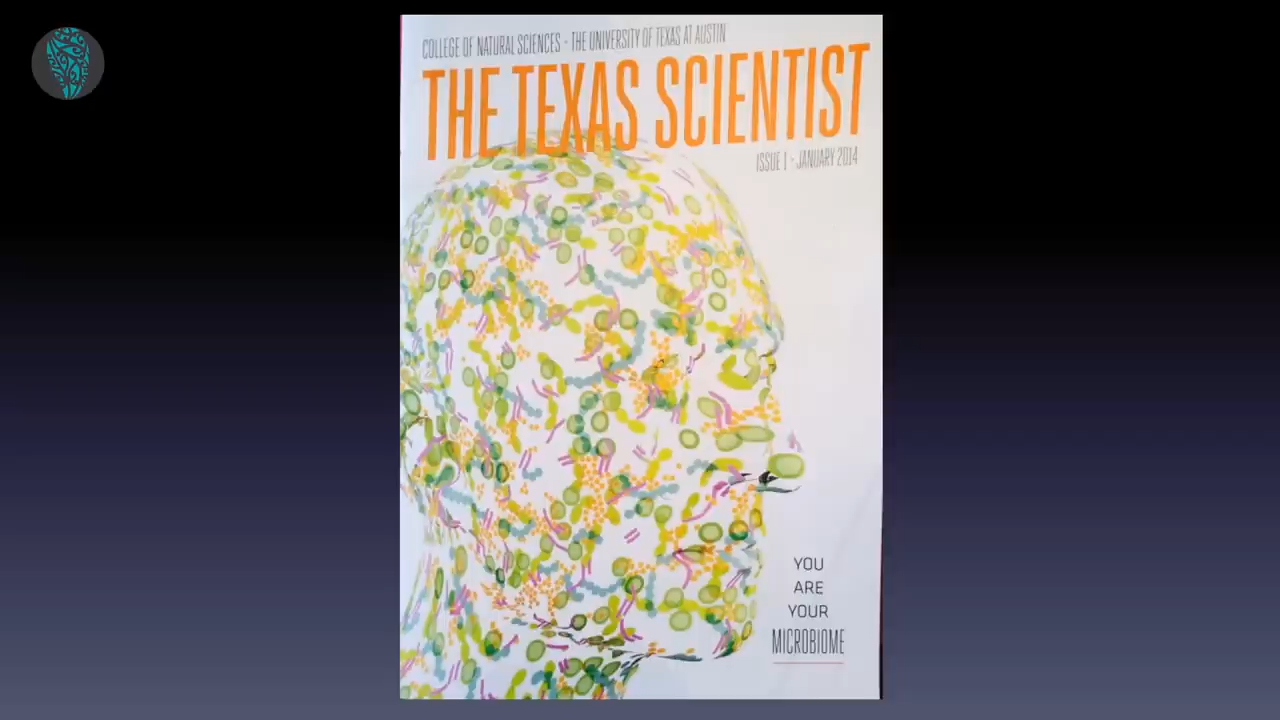 COLLEGE OF NATURAL SCIENCES - THE UNIVERSITY OF TEXAS AT AUSTIN
THE TEXAS SCIENTIST
ISSUE 1 - JANUARY 2014
YOU
ARE
YOUR
MICROBIOME